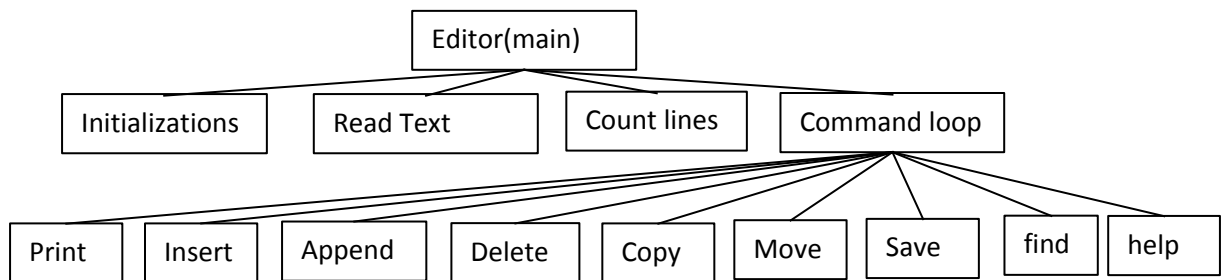 Editor(main)
Initializations
Read Text
Count lines
Command loop
Print
Insert
Append
Delete
Copy
Move
Save
find
help